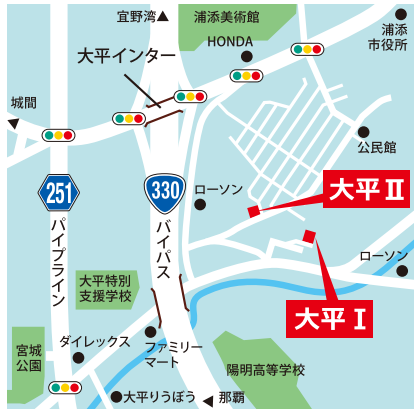 宜野湾▲
浦添美術館
浦添
市役所
HONDA
大平インター
城間
公民館
251
330
ローソン
大平Ⅱ
パイプライン
バイパス
ローソン
大平特別
支援学校
大平Ⅰ
ダイレックス
ファミリー
マート
宮城
公園
陽明高等学校
大平りうぼう
◀那覇